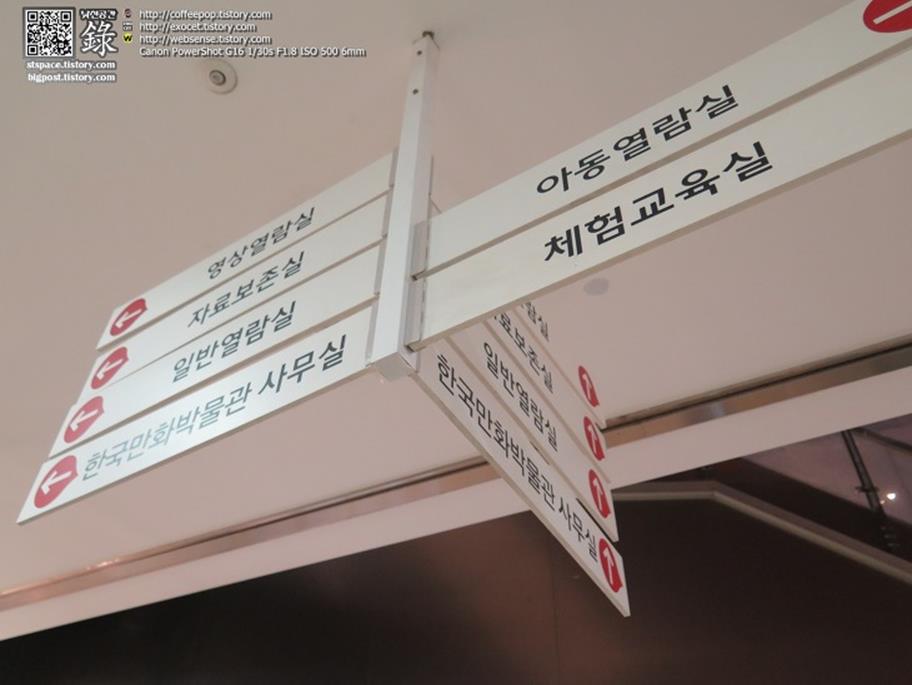 http://coffeepop.tistory.com
http://exocet.tistory.com
http://websense.tistory.com
Canon PowerShot G16 1/30s F1.8 ISO 500 6mm
錄
stspace.tistory.com
bigpost.tistory.com
아동열람실
체험교육실
영상열람실
자료보존실
일반열람실
한국만화박물관 사무실
료보존실
일반열람실
한국만화박물관 사무실